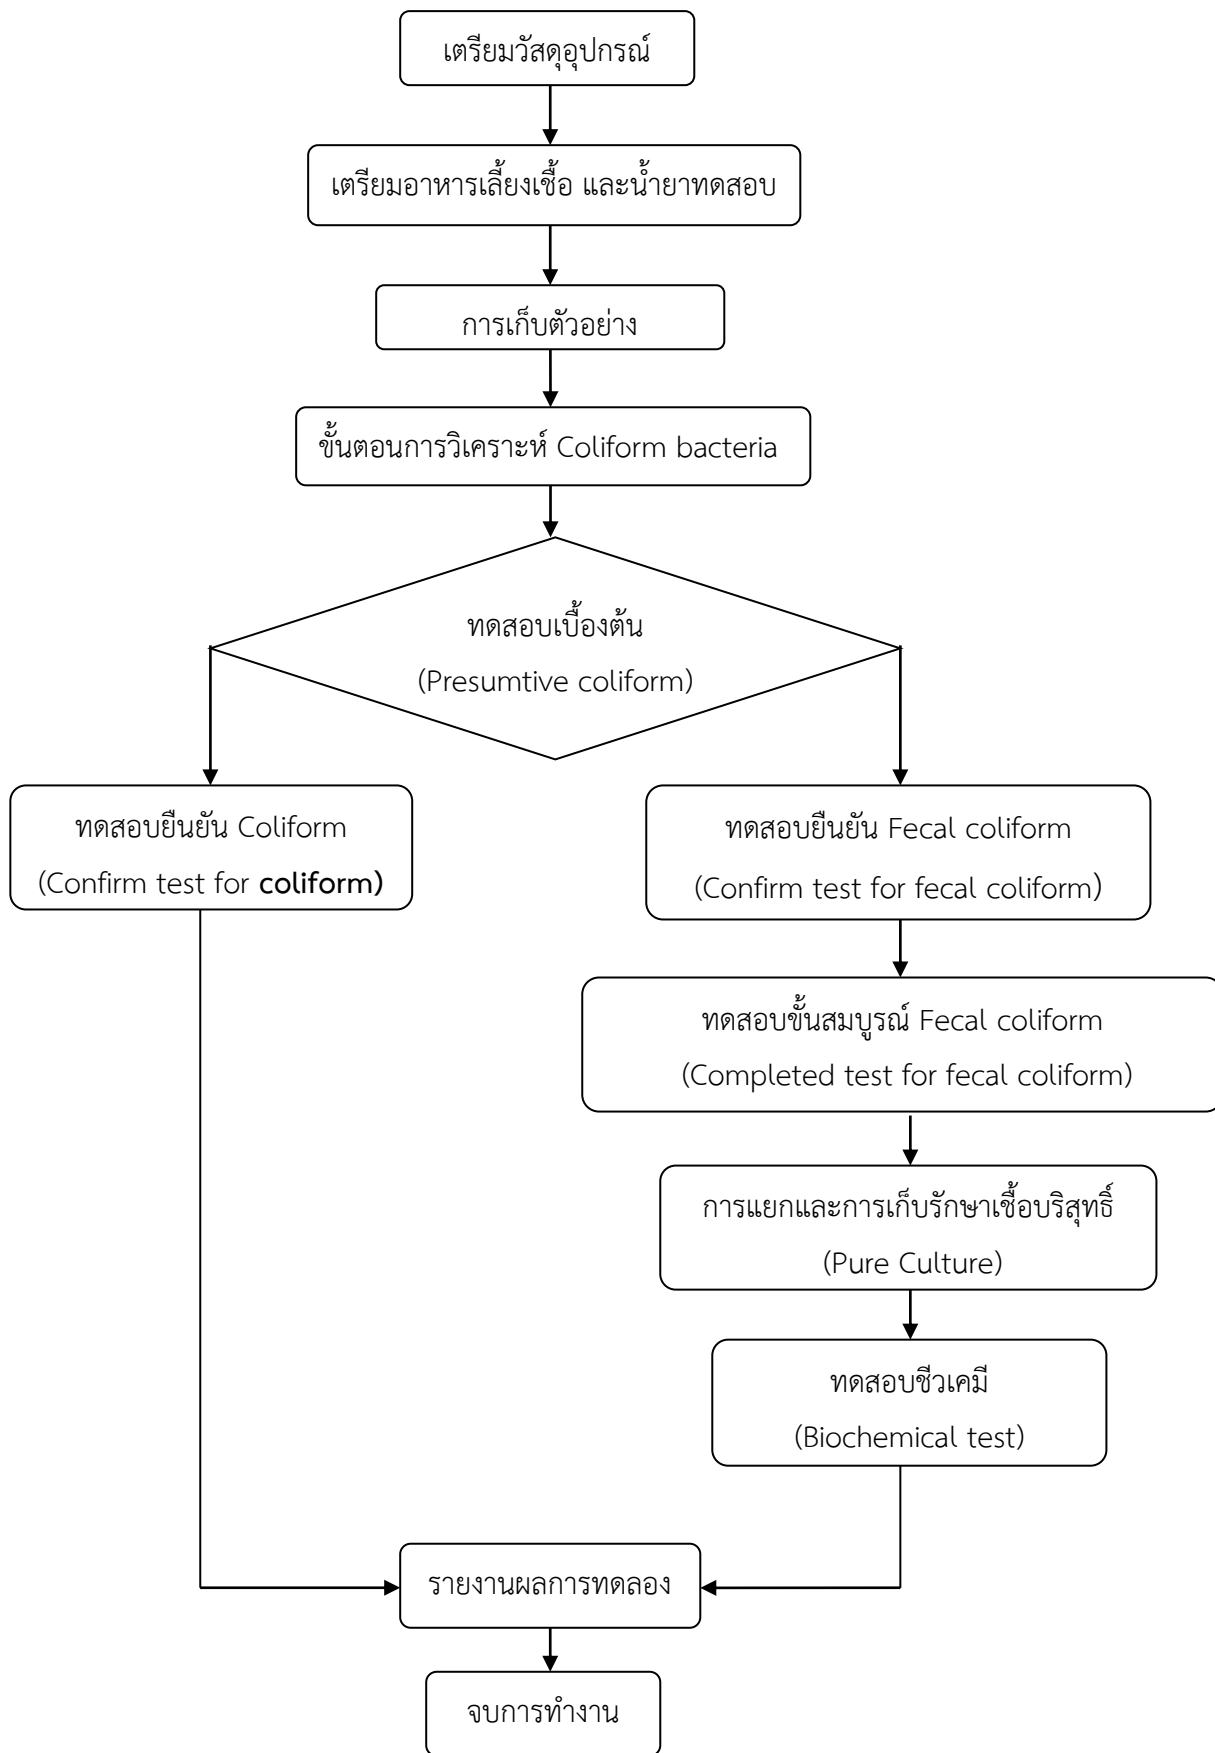 เตรียมวัสดุอุปกรณ์
เตรียมอาหารเลี้ยงเชื้อ และน้ำยาทดสอบ
การเก็บตัวอย่าง
ขั้นตอนการวิเคราะห์ Coliform bacteria
ทดสอบเบื้องต้น
(Presumtive coliform)
ทดสอบยืนยัน Coliform
(Confirm test for coliform)
ทดสอบยืนยัน Fecal coliform
(Confirm test for fecal coliform)
ทดสอบขั้นสมบูรณ์ Fecal coliform
(Completed test for fecal coliform)
การแยกและการเก็บรักษาเชื้อบริสุทธิ์
(Pure Culture)
ทดสอบชีวเคมี
(Biochemical test)
รายงานผลการทดลอง
จบการทำงาน